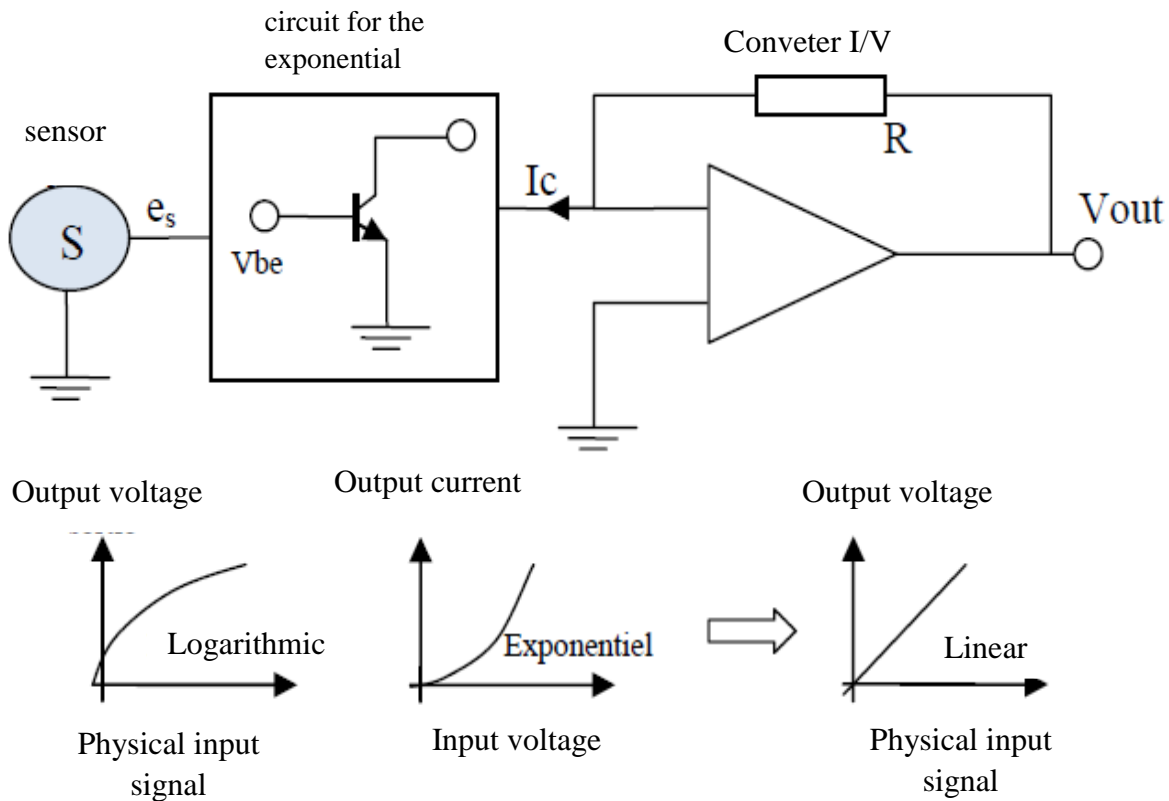 circuit for the
exponential
Conveter I/V
sensor
R
Ic
e_s
Vout
S
Vbe
Output voltage
Output current
Output voltage
Logarithmic
Exponentiel
Linear
Physical input
signal
Input voltage
Physical input
signal